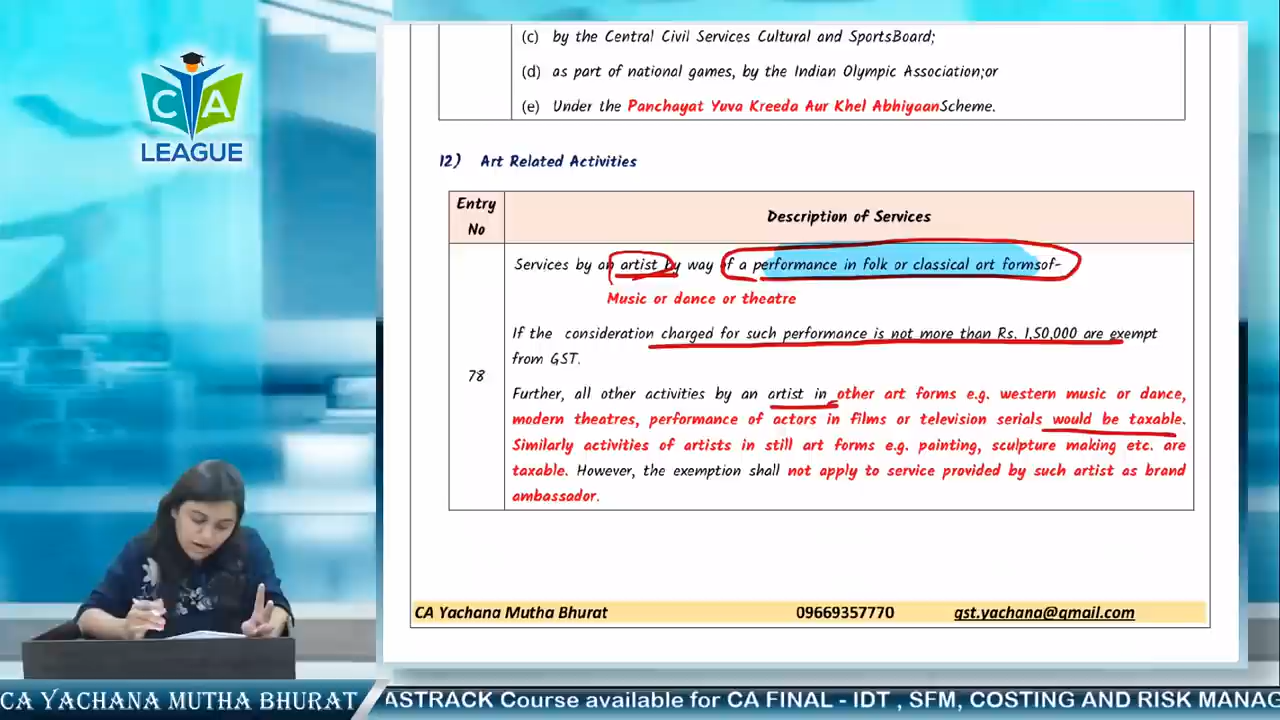 CA
LEAGUE
(c) by the Central Civil Services Cultural and SportsBoard;
(d) as part of national games, by the Indian Olympic Association;or
(e) Under the Panchayat Yuva Kreeda Aur Khel AbhiyaanScheme.
12) Art Related Activities
Entry No
Description of Services
78
Services by an artist by way of a performance in folk or classical art formsof-
Music or dance or theatre
If the consideration charged for such performance is not more than Rs. 1,50,000 are exempt
from GST.
Further, all other activities by an artist in other art forms e.g. western music or dance,
modern theatres, performance of actors in films or television serials would be taxable.
Similarly activities of artists in still art forms e.g. painting, sculpture making etc. are
taxable. However, the exemption shall not apply to service provided by such artist as brand
ambassador.
CA Yachana Mutha Bhurat 09669357770 gst.yachana@gmail.com
CA YACHANA MUTHA BHURAT ASTRACK Course available for CA FINAL - IDT , SFM, COSTING AND RISK MANAG